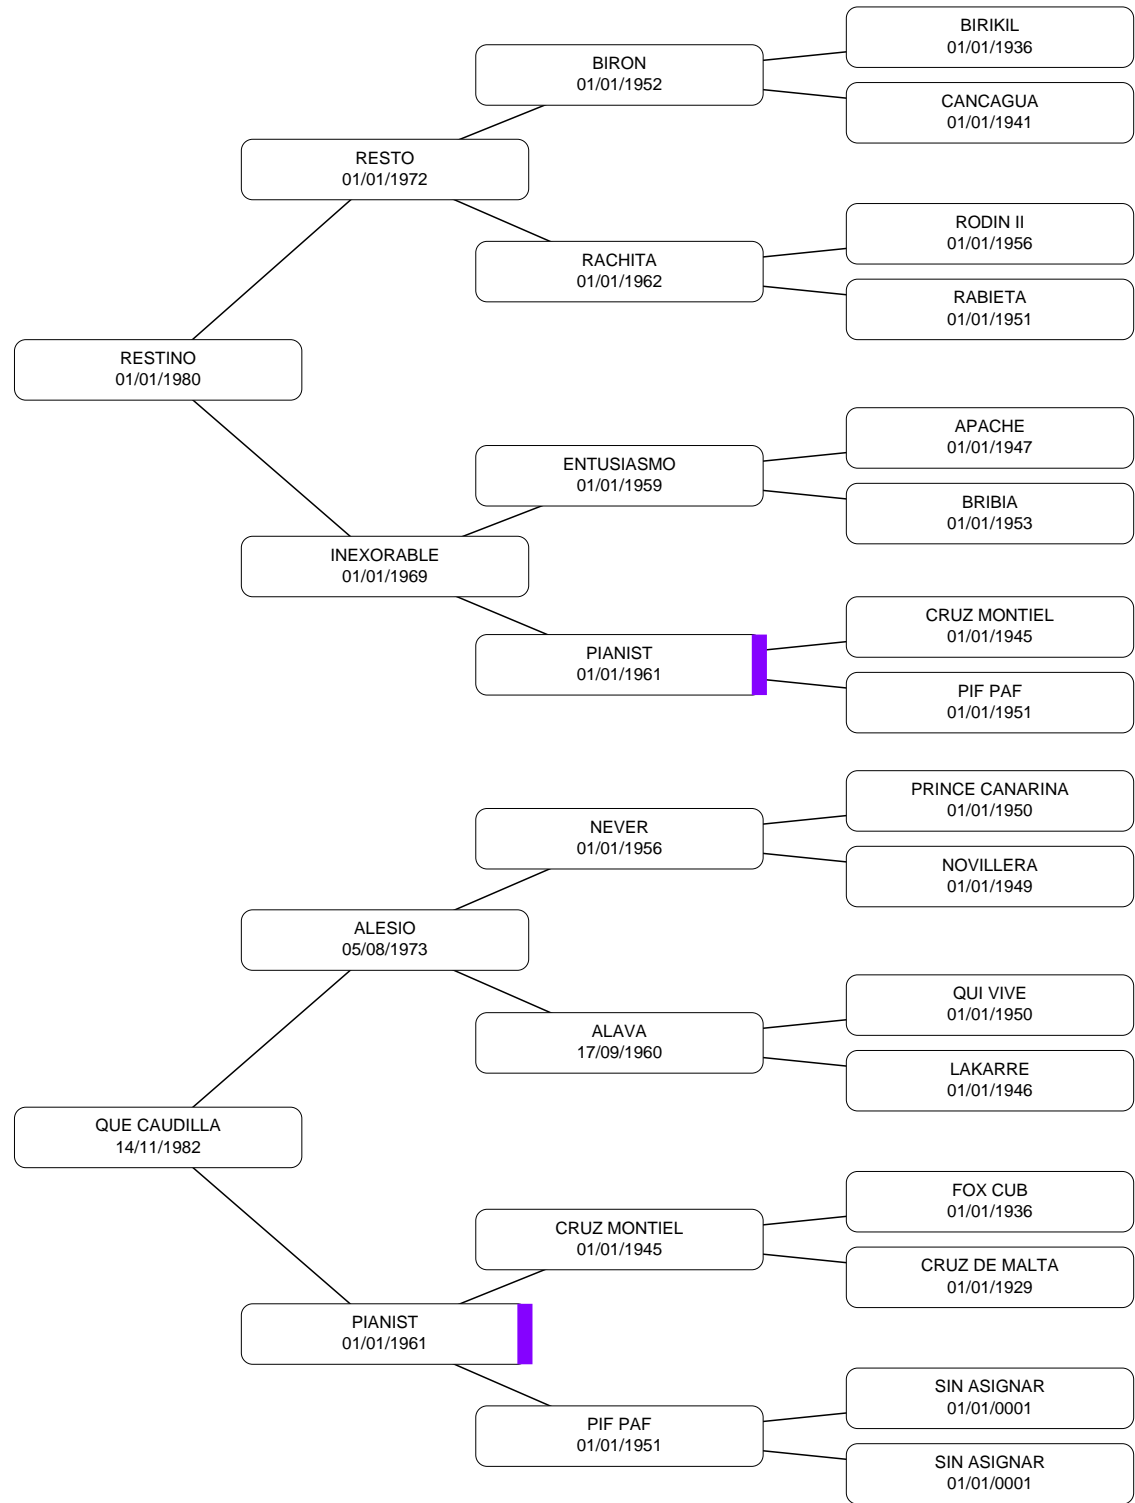 BIRIKIL
01/01/1936
BIRON
01/01/1952
CANCAGUA
01/01/1941
RESTO
01/01/1972
RODIN II
01/01/1956
RACHITA
01/01/1962
RABIETA
01/01/1951
RESTINO
01/01/1980
APACHE
01/01/1947
ENTUSIASMO
01/01/1959
BRIBIA
01/01/1953
INEXORABLE
01/01/1969
CRUZ MONTIEL
01/01/1945
PIANIST
01/01/1961
PIF PAF
01/01/1951
PRINCE CANARINA
01/01/1950
NEVER
01/01/1956
NOVILLERA
01/01/1949
ALESIO
05/08/1973
QUI VIVE
01/01/1950
ALAVA
17/09/1960
LAKARRE
01/01/1946
QUE CAUDILLA
14/11/1982
FOX CUB
01/01/1936
CRUZ MONTIEL
01/01/1945
CRUZ DE MALTA
01/01/1929
PIANIST
01/01/1961
SIN ASIGNAR
01/01/0001
PIF PAF
01/01/1951
SIN ASIGNAR
01/01/0001